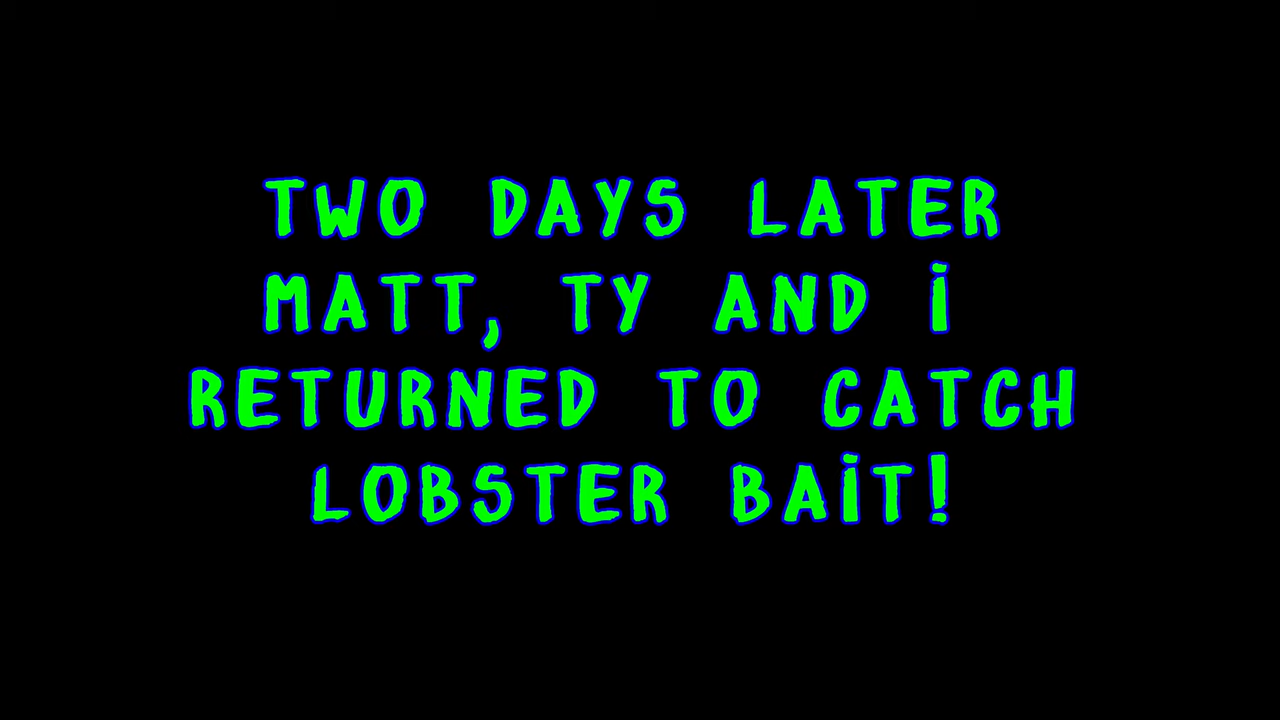 TWO DAYS LATER
MATT, TY AND I
RETURNED TO CATCH
LOBSTER BAIT!